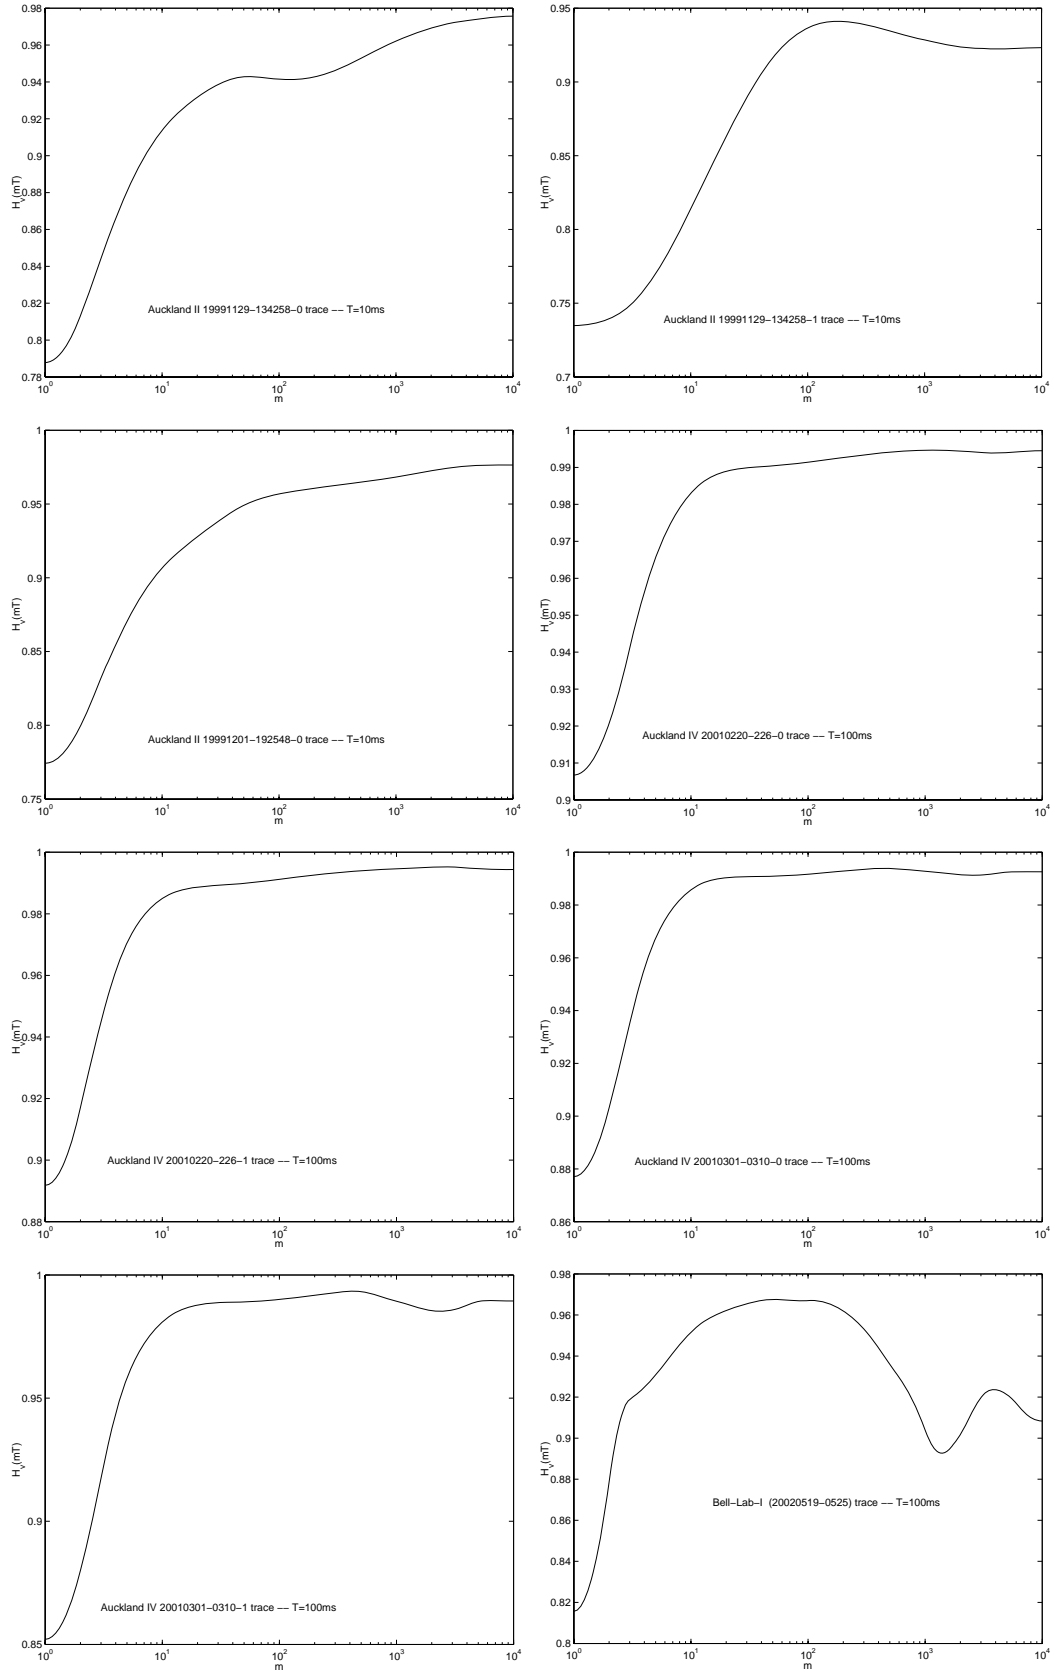 0.98
0.96
0.94
0.92
0.9
0.88
0.86
0.84
0.82
0.8
0.78
H_v(mT)
Auckland II 19991129−134258−0 trace −− T=10ms
10^0 10^1 10^2 10^3 10^4
m
0.95
0.9
0.85
0.8
0.75
0.7
H_v(mT)
Auckland II 19991129−134258−1 trace −− T=10ms
10^0 10^1 10^2 10^3 10^4
m
1
0.95
0.9
0.85
0.8
0.75
H_v(mT)
Auckland II 19991201−192548−0 trace −− T=10ms
10^0 10^1 10^2 10^3 10^4
m
1
0.99
0.98
0.97
0.96
0.95
0.94
0.93
0.92
0.91
0.9
H_v(mT)
Auckland IV 20010220−226−0 trace −− T=100ms
10^0 10^1 10^2 10^3 10^4
m
1
0.98
0.96
0.94
0.92
0.9
0.88
H_v(mT)
Auckland IV 20010220−226−1 trace −− T=100ms
10^0 10^1 10^2 10^3 10^4
m
1
0.98
0.96
0.94
0.92
0.9
0.88
0.86
H_v(mT)
Auckland IV 20010301−0310−0 trace −− T=100ms
10^0 10^1 10^2 10^3 10^4
m
1
0.95
0.9
0.85
H_v(mT)
Auckland IV 20010301−0310−1 trace −− T=100ms
10^0 10^1 10^2 10^3 10^4
m
0.98
0.96
0.94
0.92
0.9
0.88
0.86
0.84
0.82
0.8
H_v(mT)
Bell−Lab−I (20020519−0525) trace −− T=100ms
10^0 10^1 10^2 10^3 10^4
m